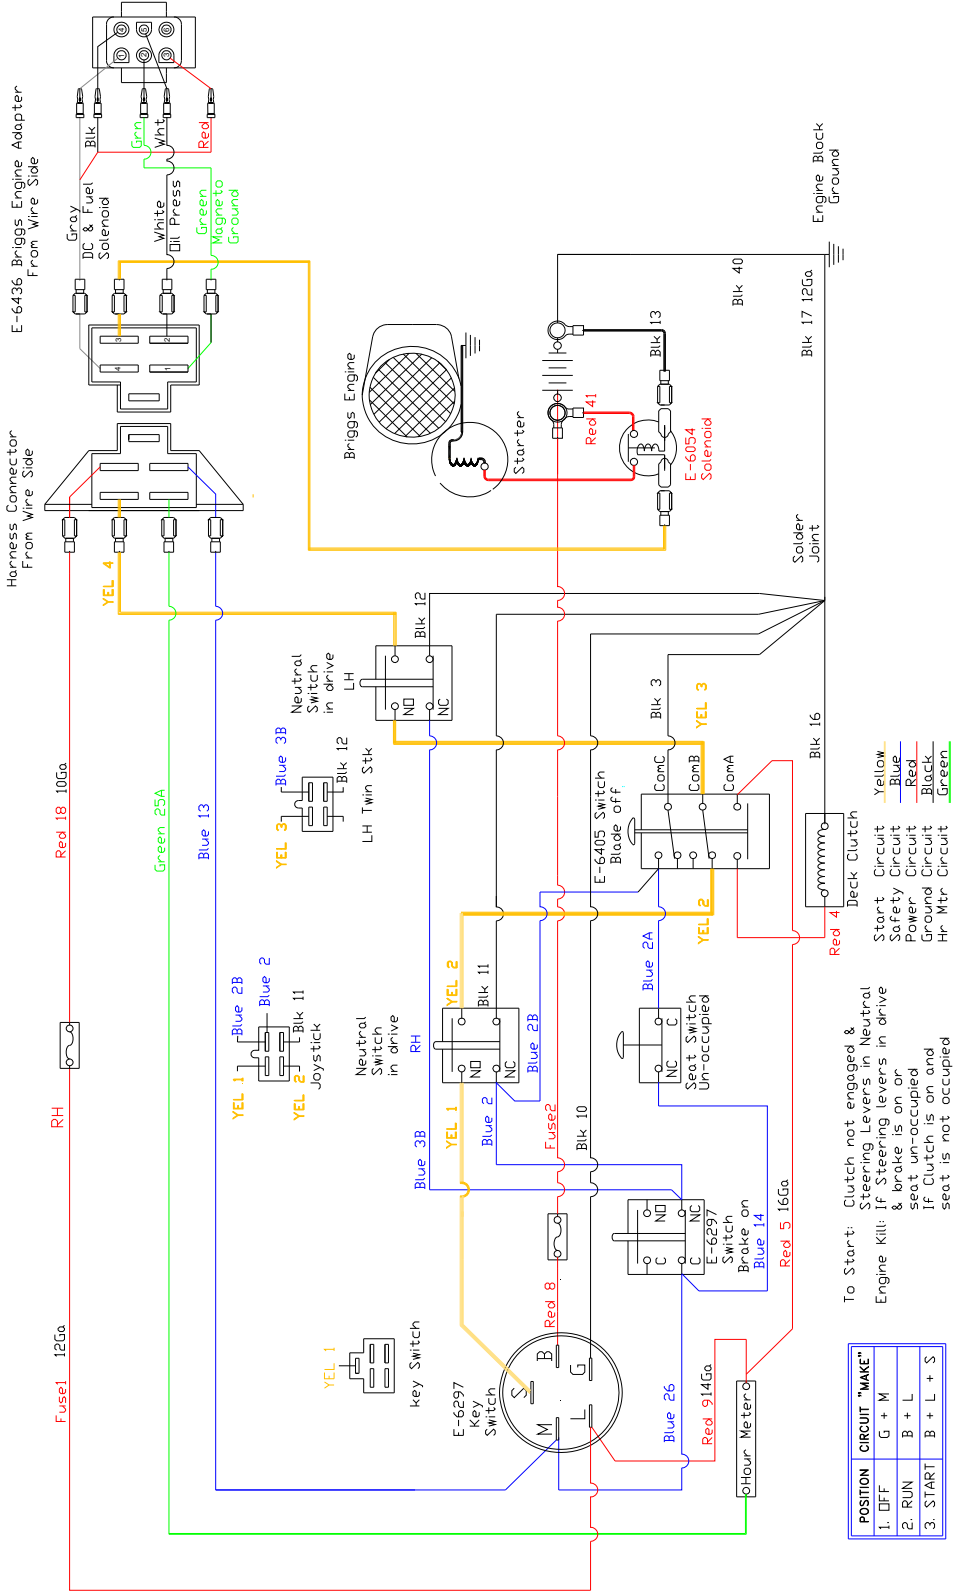 E-6436 Briggs Engine Adapter
From Wire Side
Harness Connector
From Wire Side
4
5
6
1
2
3
Blk
Grn
Wht
Red
Gray
DC & Fuel
Solenoid
White
Oil Press
Green
Magneto
Ground
3
2
4
1
Briggs Engine
Starter
Red 41
Blk 13
E-6054
Solenoid
Blk 40
Blk 17 12Ga
Engine Block
Ground
Solder
Joint
YEL 4
Red 18 10Ga
Green 25A
Blue 13
Neutral
Switch
in drive
LH
NO
NC
Blk 12
Blue 3B
Blk 12
YEL 3
LH Twin Stk
Blk 3
YEL 3
ComC
ComB
ComA
E-6405 Switch
Blade off
Blk 16
Deck Clutch
Red 4
YEL 2
Blue 2A
Seat Switch
Un-occupied
C
NC
RH
Blue 2B
Blue 2
Blk 11
YEL 1
YEL 2
Joystick
Neutral
Switch
in drive
RH
NO
NC
YEL 2
Blk 11
Blue 2B
YEL 1
Blue 2
Blue 3B
Fuse2
Blk 10
NO
NC
C
C
E-6297
Switch
Brake on
Blue 14
Red 5 16Ga
Red 8
YEL 1
key Switch
E-6297
Key
Switch
B
G
S
M
L
Blue 26
Red 914Ga
Hour Meter
Fuse1 12Ga
Start Circuit Yellow
Safety Circuit Blue
Power Circuit Red
Ground Circuit Black
Hr Mtr Circuit Green
To Start: Clutch not engaged &
Steering Levers in Neutral
Engine Kill: If Steering levers in drive
& brake is on or
seat un-occupied
If Clutch is on and
seat is not occupied
POSITION CIRCUIT "MAKE"
1. OFF G + M
2. RUN B + L
3. START B + L + S